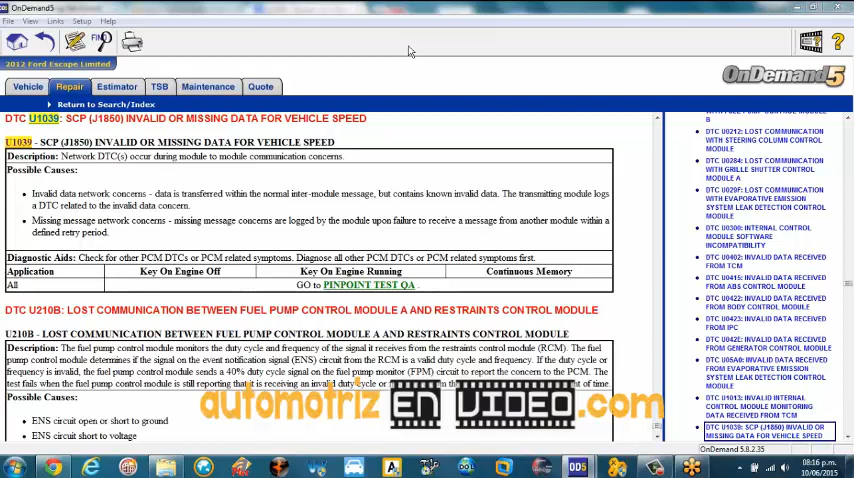 OnDemand5
File View Links Setup Help
FIND
2012 Ford Escape Limited
OnDemand5
Vehicle Repair Estimator TSB Maintenance Quote
Return to Search/Index
DTC U1039: SCP (J1850) INVALID OR MISSING DATA FOR VEHICLE SPEED
U1039 - SCP (J1850) INVALID OR MISSING DATA FOR VEHICLE SPEED
Description: Network DTC(s) occur during module to module communication concerns.
Possible Causes:
• Invalid data network concerns - data is transferred within the normal inter-module message, but contains known invalid data. The transmitting module logs
a DTC related to the invalid data concern.
• Missing message network concerns - missing message concerns are logged by the module upon failure to receive a message from another module within a
defined retry period.
Diagnostic Aids: Check for other PCM DTCs or PCM related symptoms. Diagnose all other PCM DTCs or PCM related symptoms first.
Application Key On Engine Off Key On Engine Running Continuous Memory
All GO to PINPOINT TEST QA .
DTC U210B: LOST COMMUNICATION BETWEEN FUEL PUMP CONTROL MODULE A AND RESTRAINTS CONTROL MODULE
U210B - LOST COMMUNICATION BETWEEN FUEL PUMP CONTROL MODULE A AND RESTRAINTS CONTROL MODULE
Description: The fuel pump control module monitors the duty cycle and frequency of the signal it receives from the restraints control module (RCM). The fuel
pump control module determines if the signal on the event notification signal (ENS) circuit from the RCM is a valid duty cycle and frequency. If the duty cycle or
frequency is invalid, the fuel pump control module sends a 40% duty cycle signal on the fuel pump monitor (FPM) circuit to report the concern to the PCM. The
test fails when the fuel pump control module is still reporting that it is receiving an invalid duty cycle or of time.
Possible Causes:
• ENS circuit open or short to ground
• ENS circuit short to voltage
automotriz EN VIDEO.com
B
• DTC U0212: LOST COMMUNICATION
WITH STEERING COLUMN CONTROL
MODULE
• DTC U0284: LOST COMMUNICATION
WITH GRILLE SHUTTER CONTROL
MODULE A
• DTC U029F: LOST COMMUNICATION
WITH EVAPORATIVE EMISSION
SYSTEM LEAK DETECTION CONTROL
MODULE
• DTC U0300: INTERNAL CONTROL
MODULE SOFTWARE
INCOMPATIBILITY
• DTC U0402: INVALID DATA RECEIVED
FROM TCM
• DTC U0415: INVALID DATA RECEIVED
FROM ABS CONTROL MODULE
• DTC U0422: INVALID DATA RECEIVED
FROM BODY CONTROL MODULE
• DTC U0423: INVALID DATA RECEIVED
FROM IPC
• DTC U042E: INVALID DATA RECEIVED
FROM GENERATOR CONTROL MODULE
• DTC U05A0: INVALID DATA RECEIVED
FROM EVAPORATIVE EMISSION
SYSTEM LEAK DETECTION CONTROL
MODULE
• DTC U1013: INVALID INTERNAL
CONTROL MODULE MONITORING
DATA RECEIVED FROM TCM
• DTC U1039: SCP (J1850) INVALID OR
MISSING DATA FOR VEHICLE SPEED
OnDemand 5.8.2.35
08:16 p.m.
10/06/2015